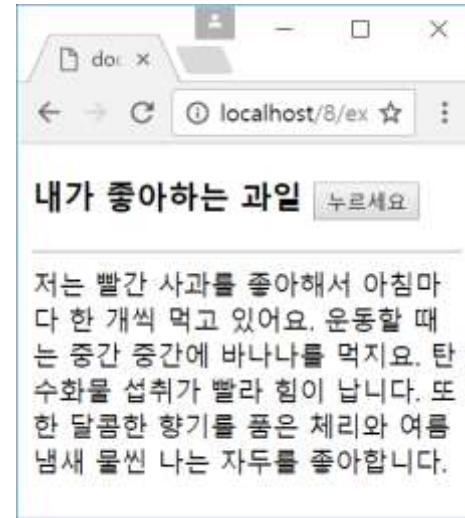 doc
localhost/8/ex
내가 좋아하는 과일 누르세요
저는 빨간 사과를 좋아해서 아침마
다 한 개씩 먹고 있어요. 운동할 때
는 중간 중간에 바나나를 먹지요. 탄
수화물 섭취가 빨라 힘이 납니다. 또
한 달콤한 향기를 품은 체리와 여름
냄새 물씬 나는 자두를 좋아합니다.